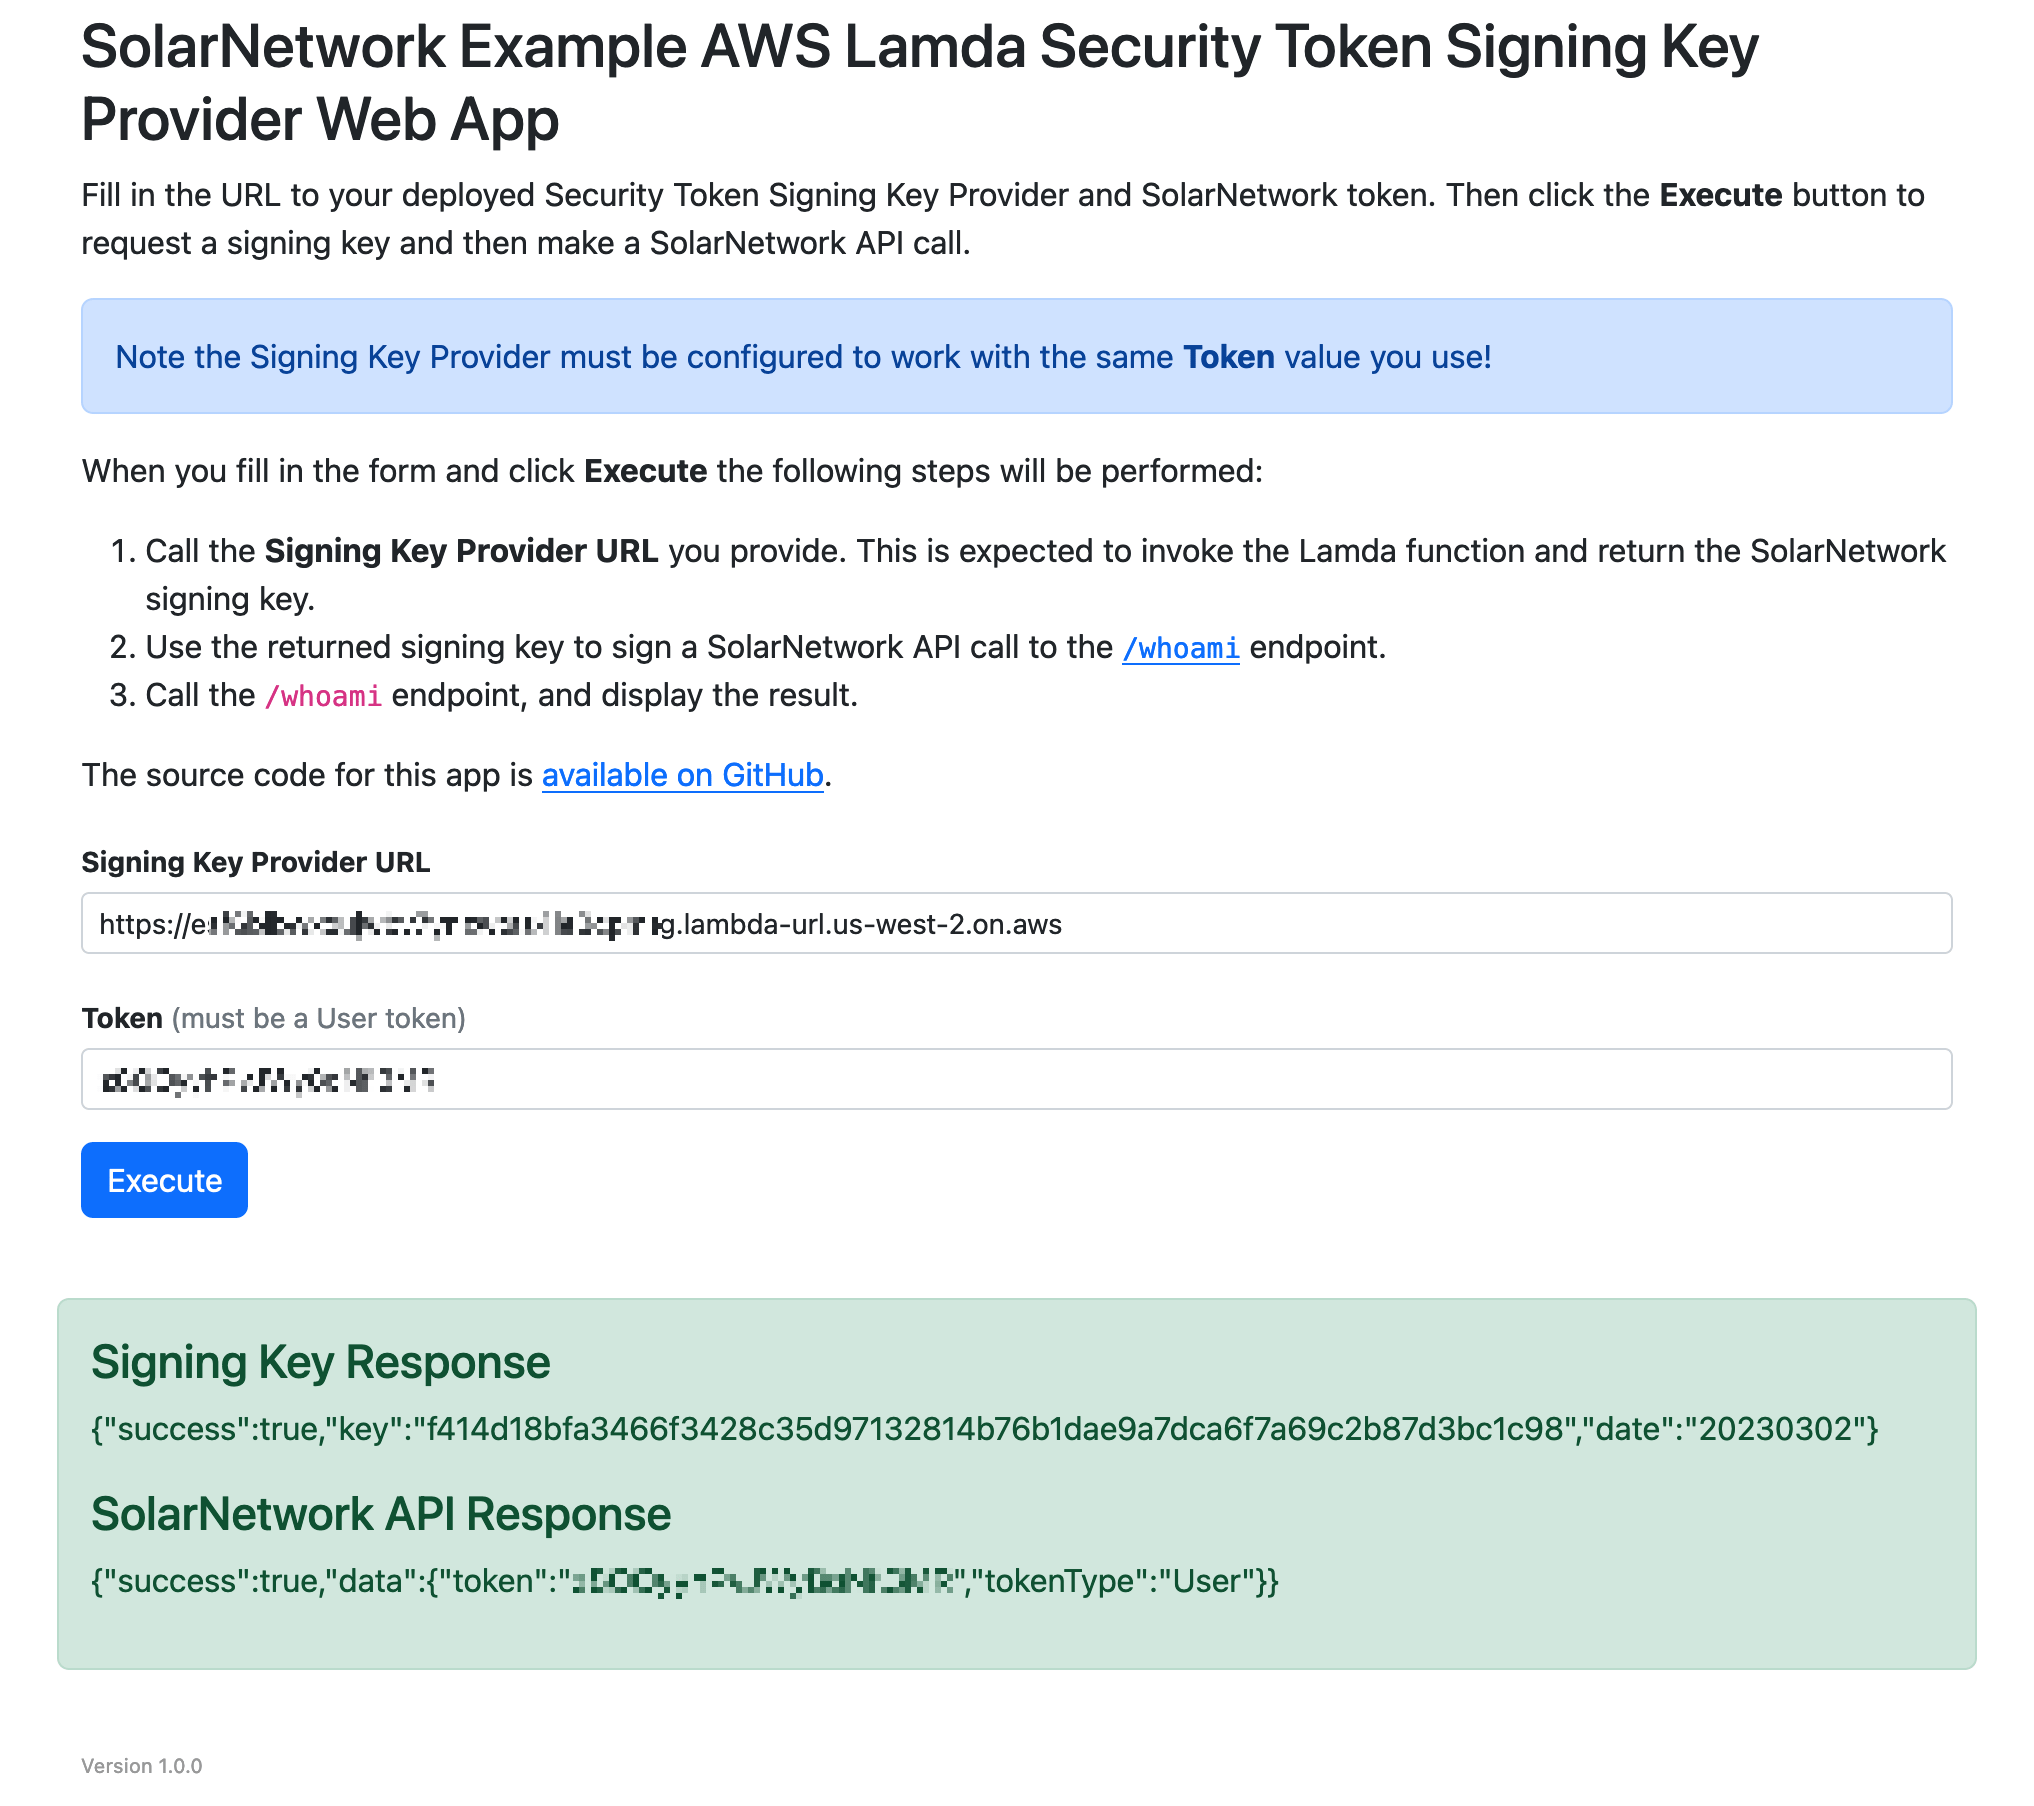 SolarNetwork Example AWS Lamda Security Token Signing Key
Provider Web App
Fill in the URL to your deployed Security Token Signing Key Provider and SolarNetwork token. Then click the Execute button to
request a signing key and then make a SolarNetwork API call.
Note the Signing Key Provider must be configured to work with the same Token value you use!
When you fill in the form and click Execute the following steps will be performed:
1. Call the Signing Key Provider URL you provide. This is expected to invoke the Lamda function and return the SolarNetwork
signing key.
2. Use the returned signing key to sign a SolarNetwork API call to the /whoami endpoint.
3. Call the /whoami endpoint, and display the result.
The source code for this app is available on GitHub.
Signing Key Provider URL
https://e g.lambda-url.us-west-2.on.aws
Token (must be a User token)
Execute
Signing Key Response
{"success":true,"key":"f414d18bfa3466f3428c35d97132814b76b1dae9a7dca6f7a69c2b87d3bc1c98","date":"20230302"}
SolarNetwork API Response
{"success":true,"data":{"token":" ","tokenType":"User"}}
Version 1.0.0